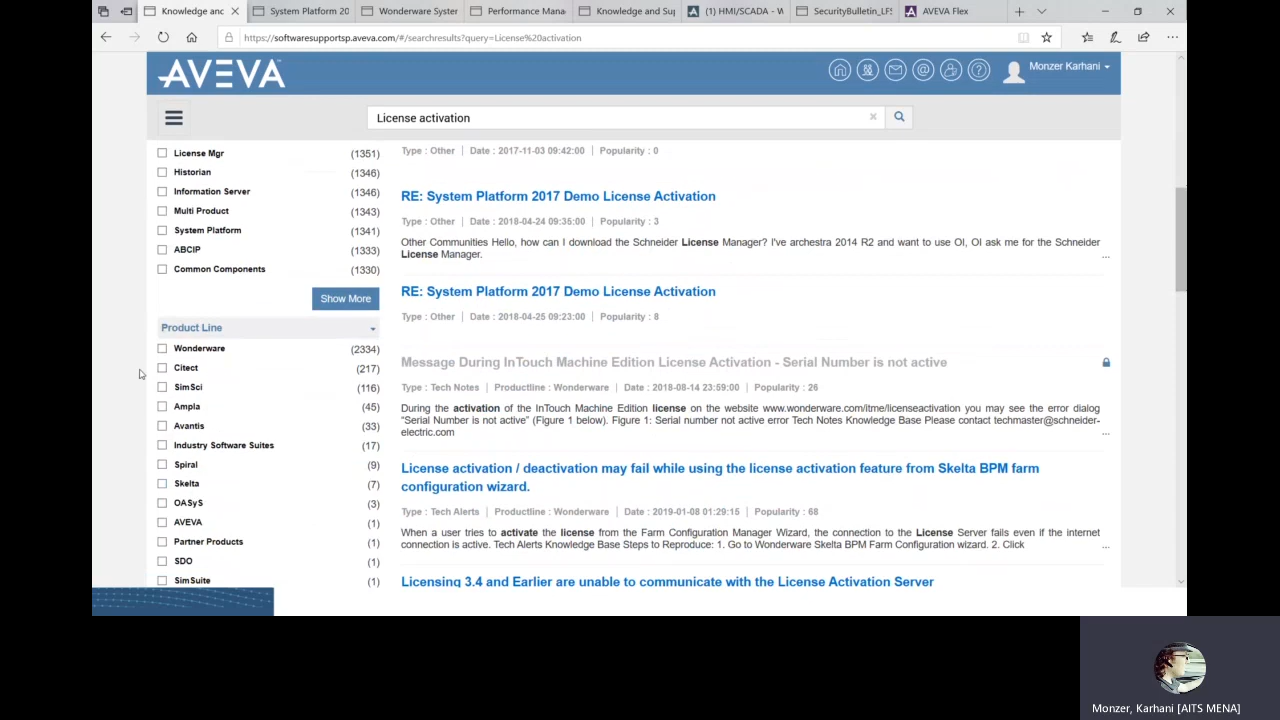 Knowledge and
System Platform 20
Wonderware Syster
Performance Mana
Knowledge and Su
(1) HMI/SCADA - W
SecurityBulletin_LFS
AVEVA Flex
https://softwaresupportsp.aveva.com/#/searchresults?query=License%20activation
AVEVA
Monzer Karhani
License activation
License Mgr (1351)
Historian (1346)
Information Server (1346)
Multi Product (1343)
System Platform (1341)
ABCIP (1333)
Common Components (1330)
Show More
Product Line
Wonderware (2334)
Citect (217)
SimSci (116)
Ampla (45)
Avantis (33)
Industry Software Suites (17)
Spiral (9)
Skelta (7)
OASyS (3)
AVEVA (1)
Partner Products (1)
SDO (1)
SimSuite (1)
Type : Other | Date : 2017-11-03 09:42:00 | Popularity : 0
RE: System Platform 2017 Demo License Activation
Type : Other | Date : 2018-04-24 09:35:00 | Popularity : 3
Other Communities Hello, how can I download the Schneider License Manager? I've archestra 2014 R2 and want to use OI, OI ask me for the Schneider
License Manager.
...
RE: System Platform 2017 Demo License Activation
Type : Other | Date : 2018-04-25 09:23:00 | Popularity : 8
Message During InTouch Machine Edition License Activation - Serial Number is not active
Type : Tech Notes | Productline : Wonderware | Date : 2018-08-14 23:59:00 | Popularity : 26
During the activation of the InTouch Machine Edition license on the website www.wonderware.com/itme/licenseactivation you may see the error dialog
“Serial Number is not active” (Figure 1 below). Figure 1: Serial number not active error Tech Notes Knowledge Base Please contact techmaster@schneider-
electric.com
...
License activation / deactivation may fail while using the license activation feature from Skelta BPM farm
configuration wizard.
Type : Tech Alerts | Productline : Wonderware | Date : 2019-01-08 01:29:15 | Popularity : 68
When a user tries to activate the license from the Farm Configuration Manager Wizard, the connection to the License Server fails even if the internet
connection is active. Tech Alerts Knowledge Base Steps to Reproduce: 1. Go to Wonderware Skelta BPM Farm Configuration wizard. 2. Click
...
Licensing 3.4 and Earlier are unable to communicate with the License Activation Server
Monzer, Karhani [AITS MENA]